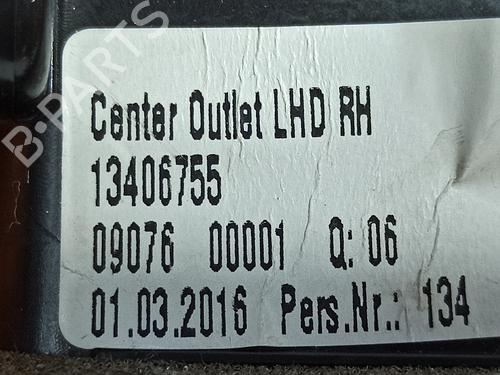 B-PARTS
Center Outlet LHD RH
13406755
09076 00001 Q: 06
01.03.2016 Pers.Nr.: 134